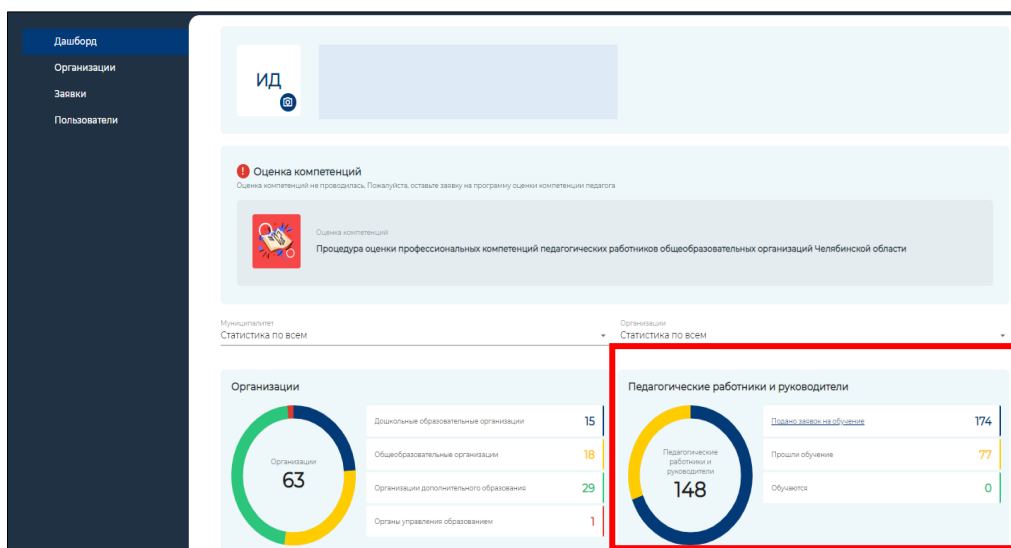 Дашборд
Организации
Заявки
Пользователи
ИД
Оценка компетенций
Оценка компетенций не проводилась. Пожалуйста, оставьте заявку на программу оценки компетенции педагога
Оценка компетенций
Процедура оценки профессиональных компетенций педагогических работников общеобразовательных организаций Челябинской области
Муниципалитет
Статистика по всем
Организации
Статистика по всем
Организации
Организации
63
Дошкольные образовательные организации 15
Общеобразовательные организации 18
Организации дополнительного образования 29
Органы управления образованием 1
Педагогические работники и руководители
Педагогические
работники и
руководители
148
Подано заявок на обучение 174
Прошли обучение 77
Обучаются 0